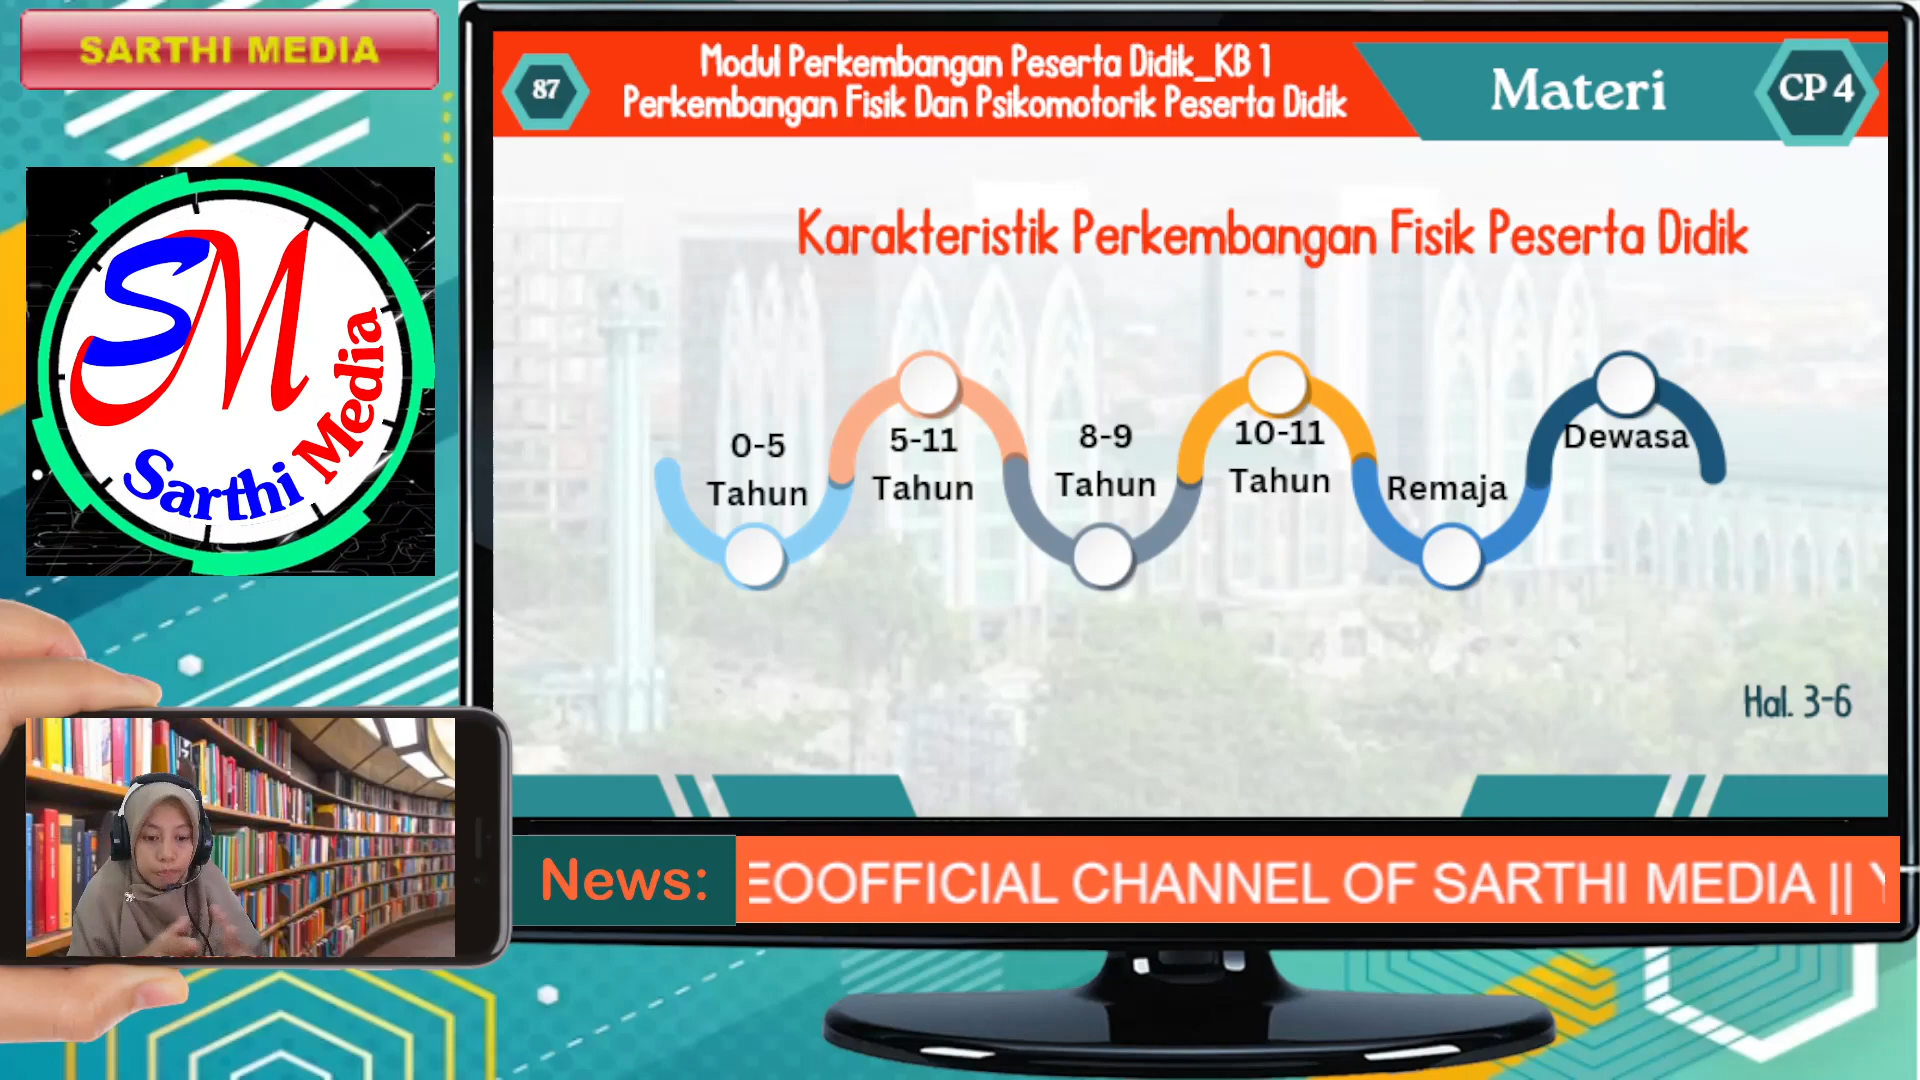 SARTHI MEDIA
SM
Sarthi Media
87
Modul Perkembangan Peserta Didik_KB 1
Perkembangan Fisik Dan Psikomotorik Peserta Didik
Materi
CP 4
Karakteristik Perkembangan Fisik Peserta Didik
0-5
Tahun
5-11
Tahun
8-9
Tahun
10-11
Tahun
Remaja
Dewasa
Hal. 3-6
News:
EOOFFICIAL CHANNEL OF SARTHI MEDIA ||